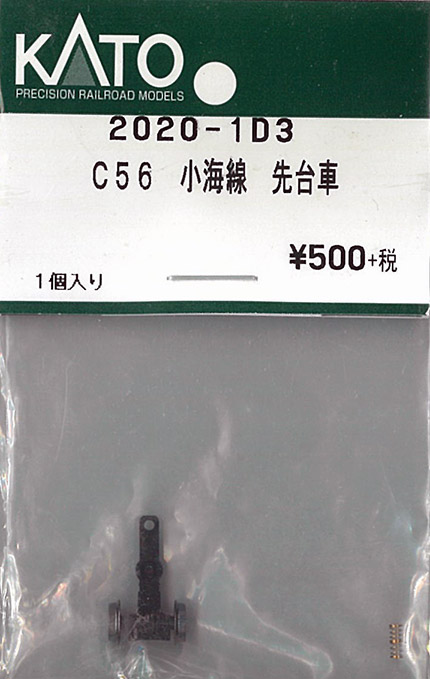 KATO
PRECISION RAILROAD MODELS
2020-1D3
C56 小海線 先台車
¥500+税
1個入り